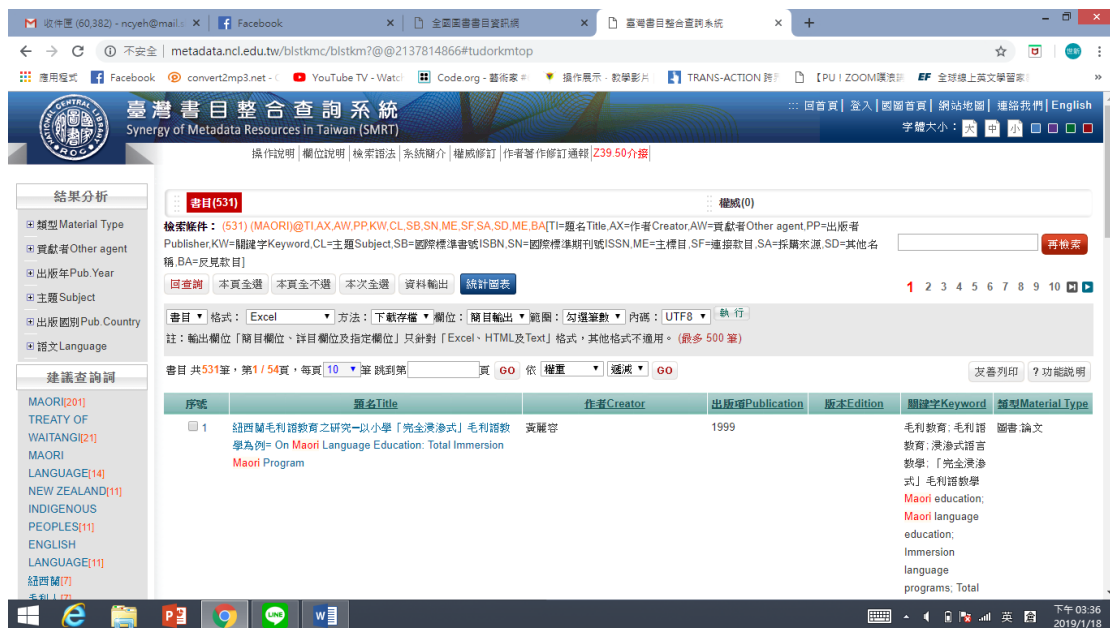 收件匣 (60,382) - ncyeh@mail.s
Facebook
全國圖書書目資訊網
臺灣書目整合查詢系統
不安全 | metadata.ncl.edu.tw/blstkmc/blstkm?@@2137814866#tudorkmtop
應用程式
Facebook
convert2mp3.net -
YouTube TV - Watch
Code.org - 藝術家 #
操作展示 - 教學影片
TRANS-ACTION 跨
【PU ! ZOOM
全球線上英文學習家
»
臺灣書目整合查詢系統
Synergy of Metadata Resources in Taiwan (SMRT)
::: 回首頁| 登入|國圖首頁| 網站地圖| 連絡我們|English
字體大小：大 中 小
操作說明|欄位說明|檢索語法|系統簡介|權威修訂|作者著作修訂通報|Z39.50介接|
結果分析
類型Material Type
貢獻者Other agent
出版年Pub.Year
主題Subject
出版國別Pub.Country
語文Language
建議查詢詞
MAORI[201]
TREATY OF
WAITANGI[21]
MAORI
LANGUAGE[14]
NEW ZEALAND[11]
INDIGENOUS
PEOPLES[11]
ENGLISH
LANGUAGE[11]
紐西蘭[7]
毛利人[7]
書目(531)
權威(0)
檢索條件： (531) (MAORI)@TI,AX,AW,PP,KW,CL,SB,SN,ME,SF,SA,SD,ME,BA[TI=題名Title,AX=作者Creator,AW=貢獻者Other agent,PP=出版者
Publisher,KW=關鍵字Keyword,CL=主題Subject,SB=國際標準書號ISBN,SN=國際標準期刊號ISSN,ME=主標目,SF=連接款目,SA=採購來源,SD=其他名
稱,BA=反見款目]
再檢索
回查詢 本頁全選 本頁全不選 本次全選 資料輸出 統計圖表
1 2 3 4 5 6 7 8 9 10
書目 格式： Excel 方法： 下載存檔 欄位： 簡目輸出 範圍： 勾選筆數 內碼： UTF8 執行
註：輸出欄位「簡目欄位、詳目欄位及指定欄位」只針對「Excel、HTML及Text」格式，其他格式不適用。 (最多 500 筆)
書目 共531筆，第1 / 54頁，每頁 10 筆 跳到第 頁 GO 依 權重 遞減 GO
友善列印 ?功能說明
序號 題名Title 作者Creator 出版項Publication 版本Edition 關鍵字Keyword 類型Material Type
1 紐西蘭毛利語教育之研究─以小學「完全浸滲式」毛利語教 黃麗容 1999 毛利教育; 毛利語 圖書:論文
學為例= On Maori Language Education: Total Immersion 教育; 浸滲式語言
Maori Program 教學; 「完全浸滲
式」毛利語教學
Maori education;
Maori language
education;
Immersion
language
programs; Total
英
下午 03:36
2019/1/18